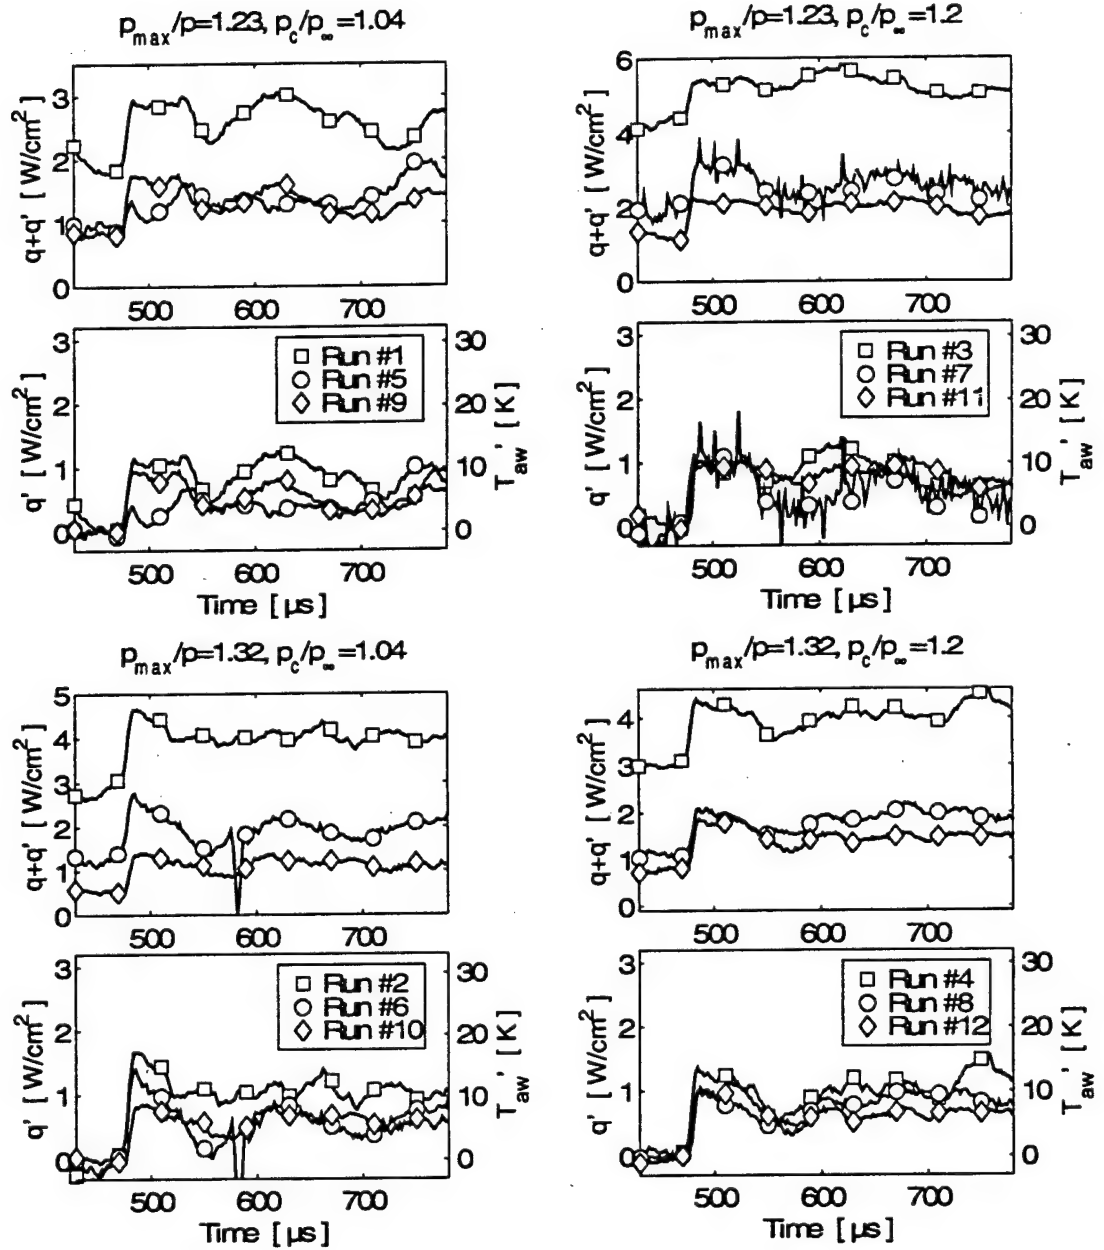 p_max/p=1.23, p_c/p_∞=1.04
q+q' [ W/cm²]
3
2
1
0
500 600 700
q' [ W/cm²]
3
2
1
0
Run #1
Run #5
Run #9
30
20
10
0
T_aw' [ K]
500 600 700
Time [ µs]
p_max/p=1.23, p_c/p_∞=1.2
q+q' [ W/cm²]
6
4
2
0
500 600 700
q' [ W/cm²]
3
2
1
0
Run #3
Run #7
Run #11
30
20
10
0
T_aw' [ K]
500 600 700
Time [ µs]
p_max/p=1.32, p_c/p_∞=1.04
q+q' [ W/cm²]
5
4
3
2
1
0
500 600 700
q' [ W/cm²]
3
2
1
0
Run #2
Run #6
Run #10
30
20
10
0
T_aw' [ K]
500 600 700
Time [ µs]
p_max/p=1.32, p_c/p_∞=1.2
q+q' [ W/cm²]
4
3
2
1
0
500 600 700
q' [ W/cm²]
3
2
1
0
Run #4
Run #8
Run #12
30
20
10
0
T_aw' [ K]
500 600 700
Time [ µs]